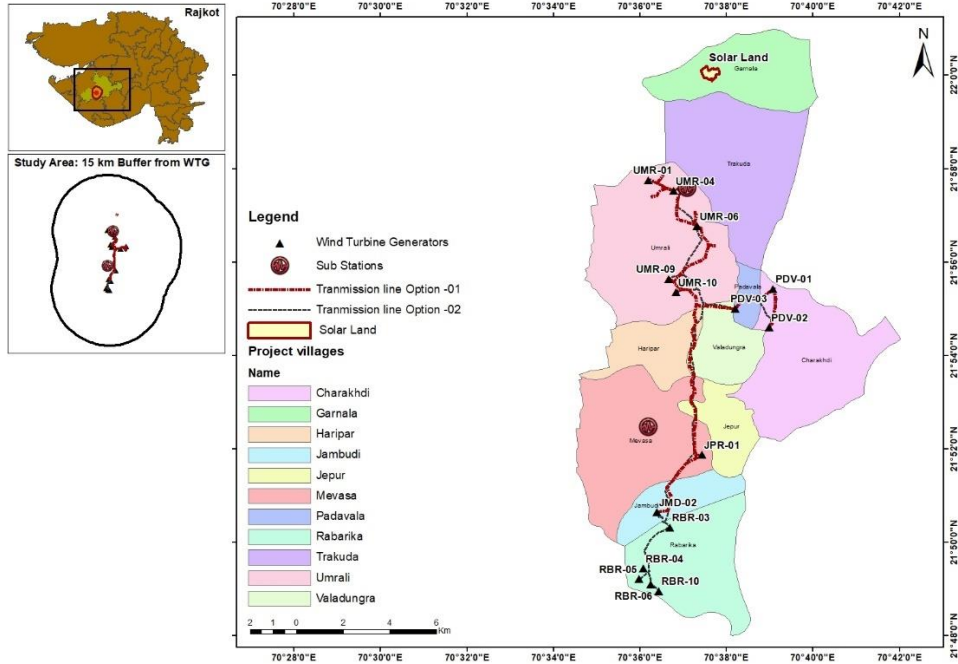 Rajkot
Study Area: 15 km Buffer from WTG
Legend
Wind Turbine Generators
Sub Stations
Tranmission line Option -01
Tranmission line Option -02
Solar Land
Project villages
Name
Charakhdi
Garnala
Haripar
Jambudi
Jepur
Mevasa
Padavala
Rabarika
Trakuda
Umrali
Valadungra
2 1 0 2 4 6
Km
70°28'0"E 70°30'0"E 70°32'0"E 70°34'0"E 70°36'0"E 70°38'0"E 70°40'0"E 70°42'0"E
N
Solar Land
Garnala
Trakuda
UMR-01
UMR-04
UMR-06
Umrali
UMR-09
UMR-10
Padavala
PDV-01
PDV-03
PDV-02
Haripar
Valadungra
Charakhdi
Jepur
Mevasa
JPR-01
JMD-02
Jambudi
RBR-03
Rabarika
RBR-04
RBR-05
RBR-10
RBR-06
22°0'0"N
21°58'0"N
21°56'0"N
21°54'0"N
21°52'0"N
21°50'0"N
21°48'0"N
70°28'0"E 70°30'0"E 70°32'0"E 70°34'0"E 70°36'0"E 70°38'0"E 70°40'0"E 70°42'0"E